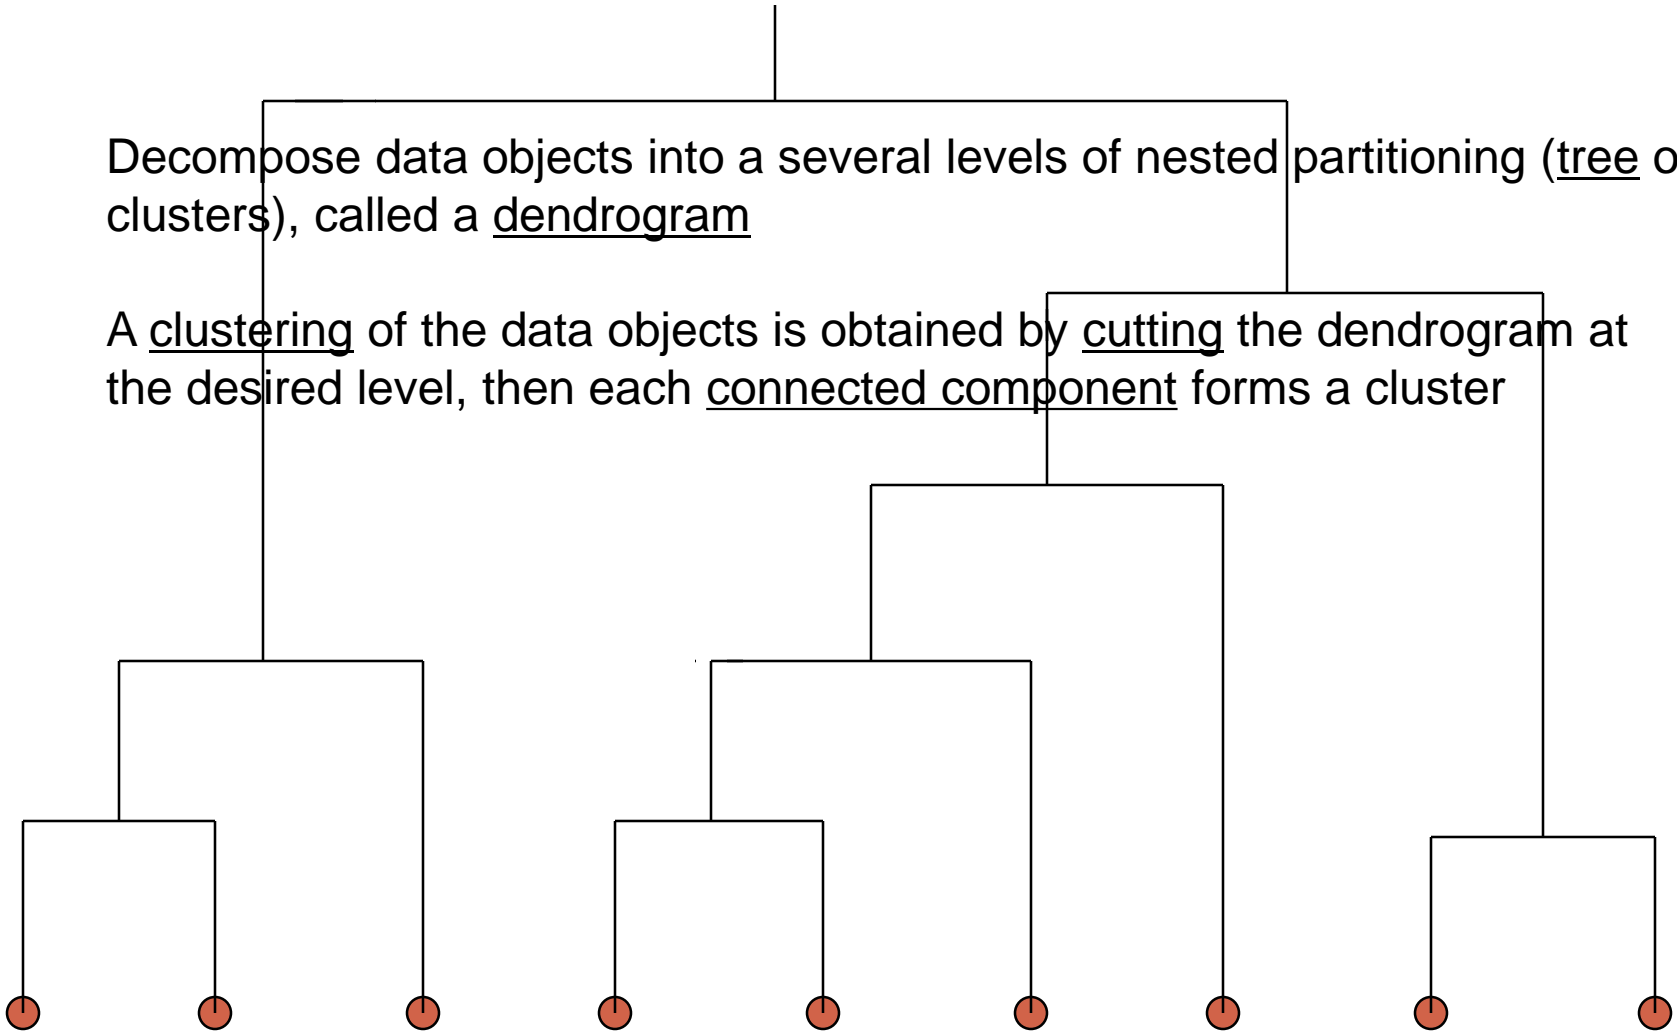 Decompose data objects into a several levels of nested partitioning (tree o
clusters), called a dendrogram
A clustering of the data objects is obtained by cutting the dendrogram at
the desired level, then each connected component forms a cluster